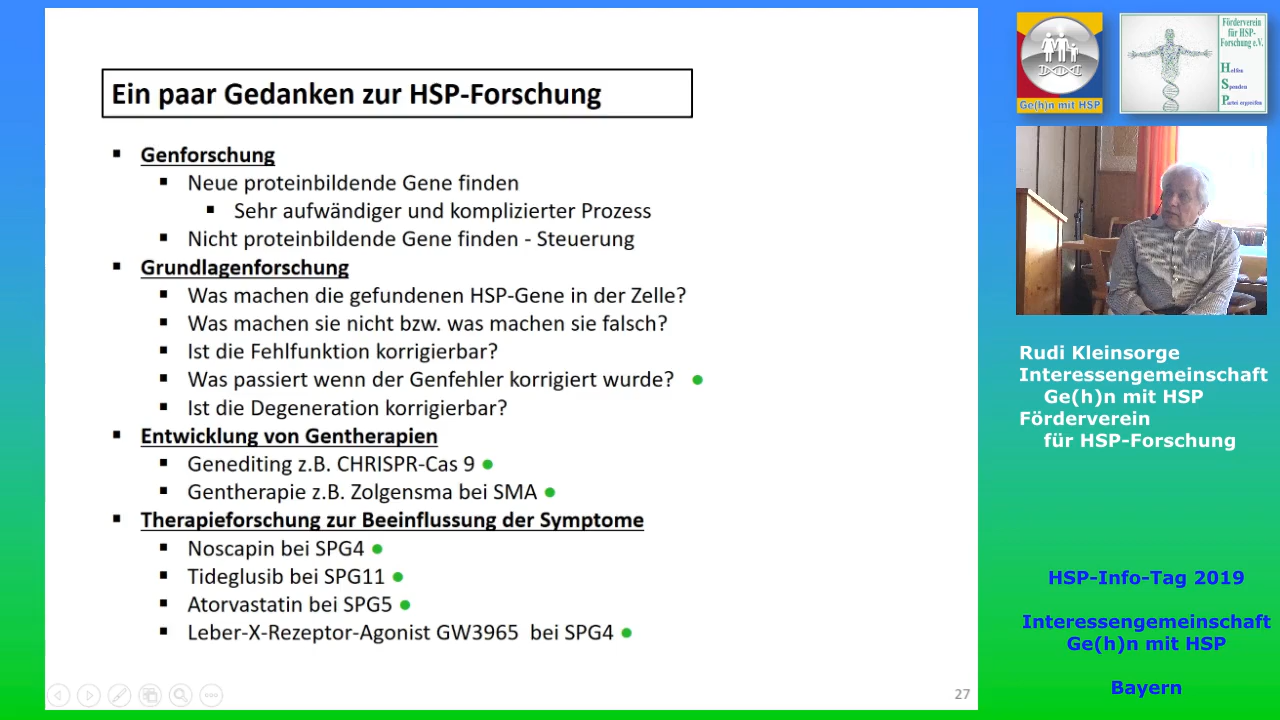 Ein paar Gedanken zur HSP-Forschung
Genforschung
Neue proteinbildende Gene finden
Sehr aufwändiger und komplizierter Prozess
Nicht proteinbildende Gene finden - Steuerung
Grundlagenforschung
Was machen die gefundenen HSP-Gene in der Zelle?
Was machen sie nicht bzw. was machen sie falsch?
Ist die Fehlfunktion korrigierbar?
Was passiert wenn der Genfehler korrigiert wurde?
Ist die Degeneration korrigierbar?
Entwicklung von Gentherapien
Genediting z.B. CHRISPR-Cas 9
Gentherapie z.B. Zolgensma bei SMA
Therapieforschung zur Beeinflussung der Symptome
Noscapin bei SPG4
Tideglusib bei SPG11
Atorvastatin bei SPG5
Leber-X-Rezeptor-Agonist GW3965 bei SPG4
27
Ge(h)n mit HSP
Förderverein
für HSP-
Forschung e.V.
Helfen
Spenden
Partei ergreifen
Rudi Kleinsorge
Interessengemeinschaft
Ge(h)n mit HSP
Förderverein
für HSP-Forschung
HSP-Info-Tag 2019
Interessengemeinschaft
Ge(h)n mit HSP
Bayern